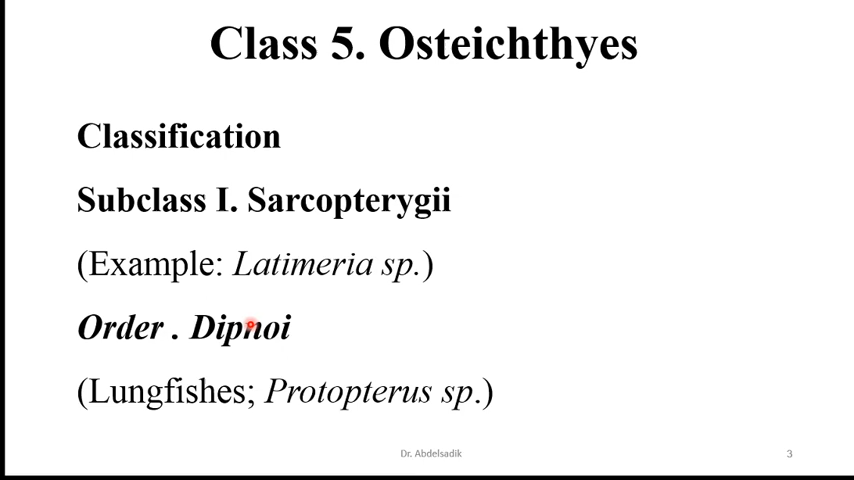 Class 5. Osteichthyes
Classification
Subclass I. Sarcopterygii
(Example: Latimeria sp.)
Order . Dipnoi
(Lungfishes; Protopterus sp.)
Dr. Abdelsadik
3